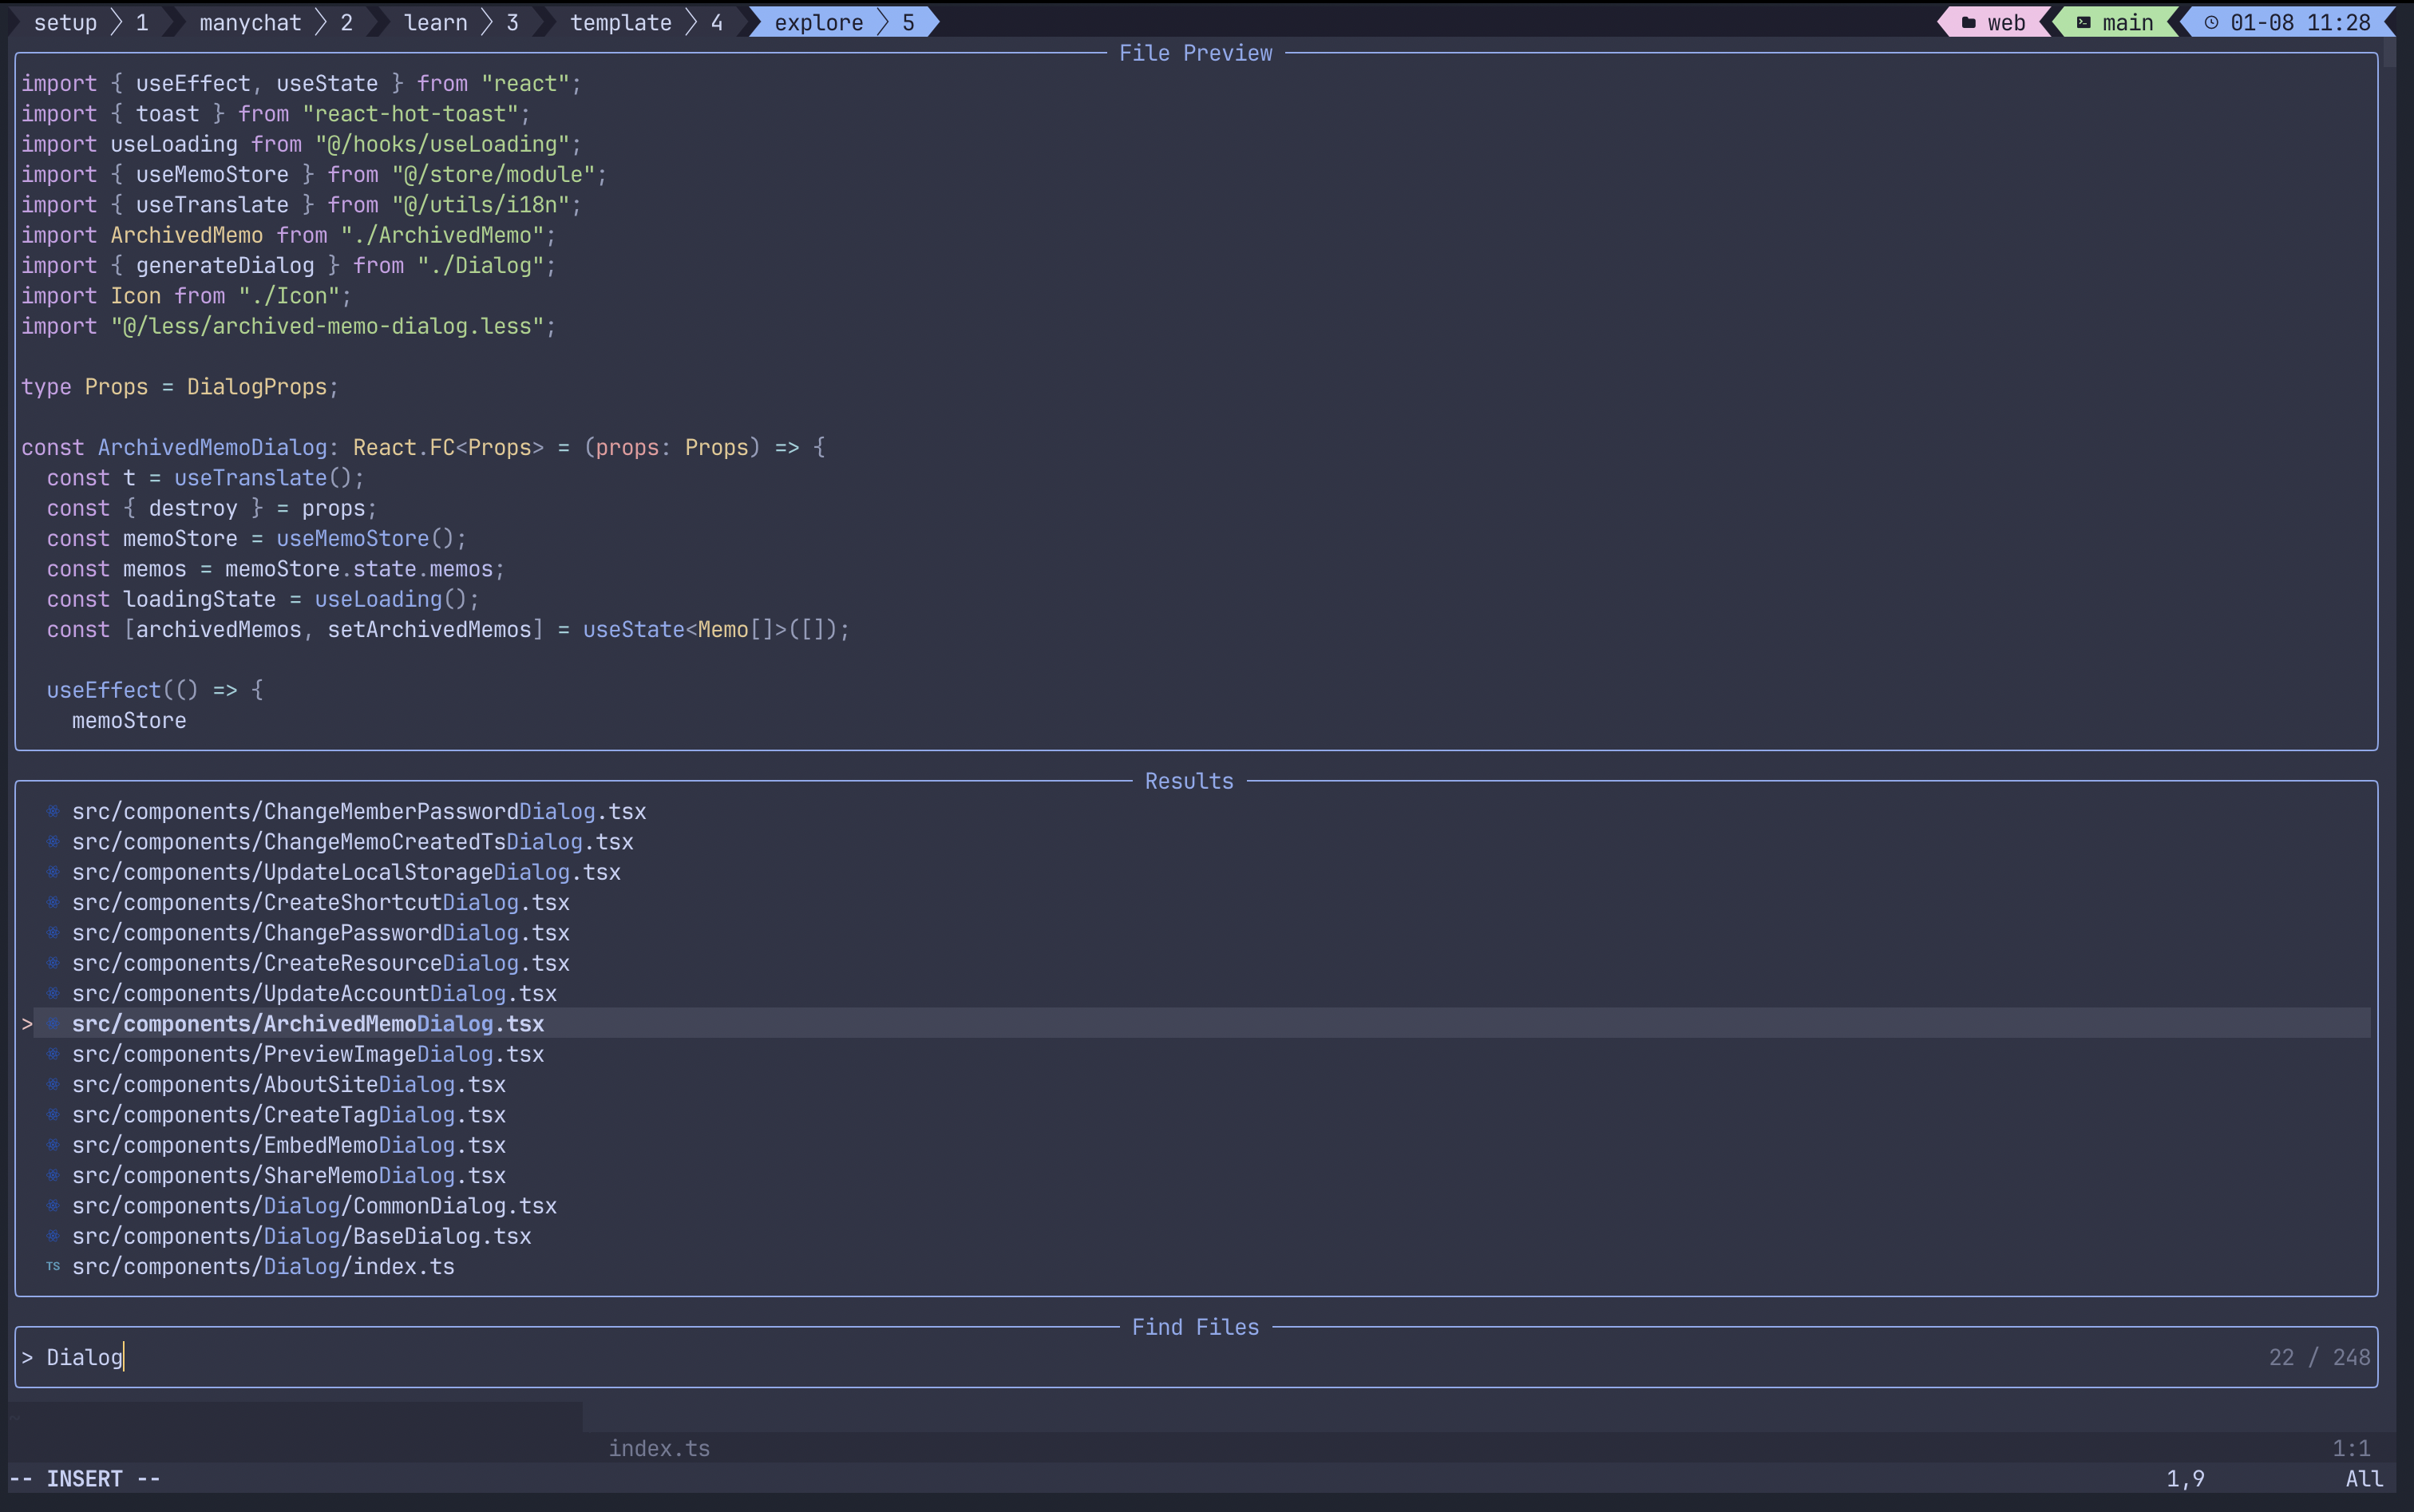 setup 1 manychat 2 learn 3 template 4 explore 5 web main 01-08 11:28
File Preview
import { useEffect, useState } from "react";
import { toast } from "react-hot-toast";
import useLoading from "@/hooks/useLoading";
import { useMemoStore } from "@/store/module";
import { useTranslate } from "@/utils/i18n";
import ArchivedMemo from "./ArchivedMemo";
import { generateDialog } from "./Dialog";
import Icon from "./Icon";
import "@/less/archived-memo-dialog.less";

type Props = DialogProps;

const ArchivedMemoDialog: React.FC<Props> = (props: Props) => {
  const t = useTranslate();
  const { destroy } = props;
  const memoStore = useMemoStore();
  const memos = memoStore.state.memos;
  const loadingState = useLoading();
  const [archivedMemos, setArchivedMemos] = useState<Memo[]>([]);

  useEffect(() => {
    memoStore
Results
src/components/ChangeMemberPasswordDialog.tsx
src/components/ChangeMemoCreatedTsDialog.tsx
src/components/UpdateLocalStorageDialog.tsx
src/components/CreateShortcutDialog.tsx
src/components/ChangePasswordDialog.tsx
src/components/CreateResourceDialog.tsx
src/components/UpdateAccountDialog.tsx
> src/components/ArchivedMemoDialog.tsx
src/components/PreviewImageDialog.tsx
src/components/AboutSiteDialog.tsx
src/components/CreateTagDialog.tsx
src/components/EmbedMemoDialog.tsx
src/components/ShareMemoDialog.tsx
src/components/Dialog/CommonDialog.tsx
src/components/Dialog/BaseDialog.tsx
TS src/components/Dialog/index.ts
Find Files
> Dialog 22 / 248
~
index.ts 1:1
-- INSERT -- 1,9 All